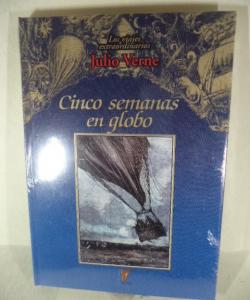 Los viajes
extraordinarios
Julio Verne
Cinco semanas
en globo